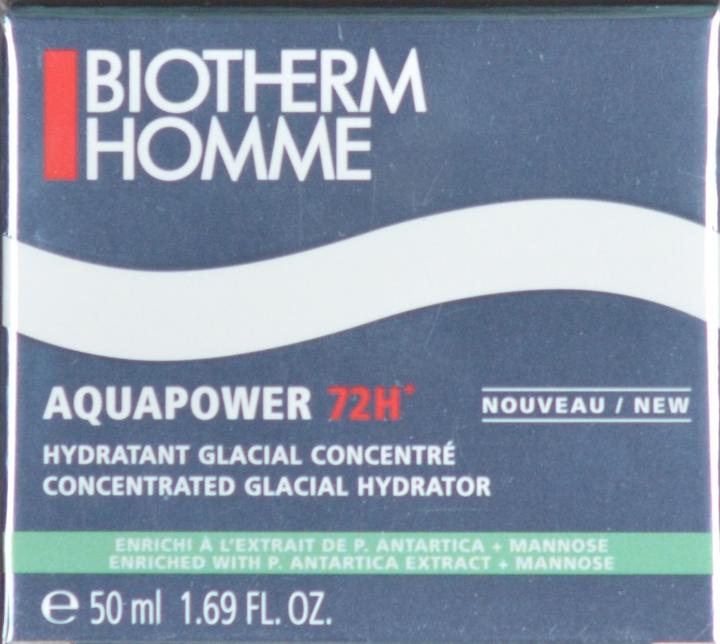 BIOTHERM
HOMME
AQUAPOWER 72H*
NOUVEAU / NEW
HYDRATANT GLACIAL CONCENTRÉ
CONCENTRATED GLACIAL HYDRATOR
ENRICHI À L'EXTRAIT DE P. ANTARTICA + MANNOSE
ENRICHED WITH P. ANTARTICA EXTRACT + MANNOSE
℮ 50 ml 1.69 FL. OZ.